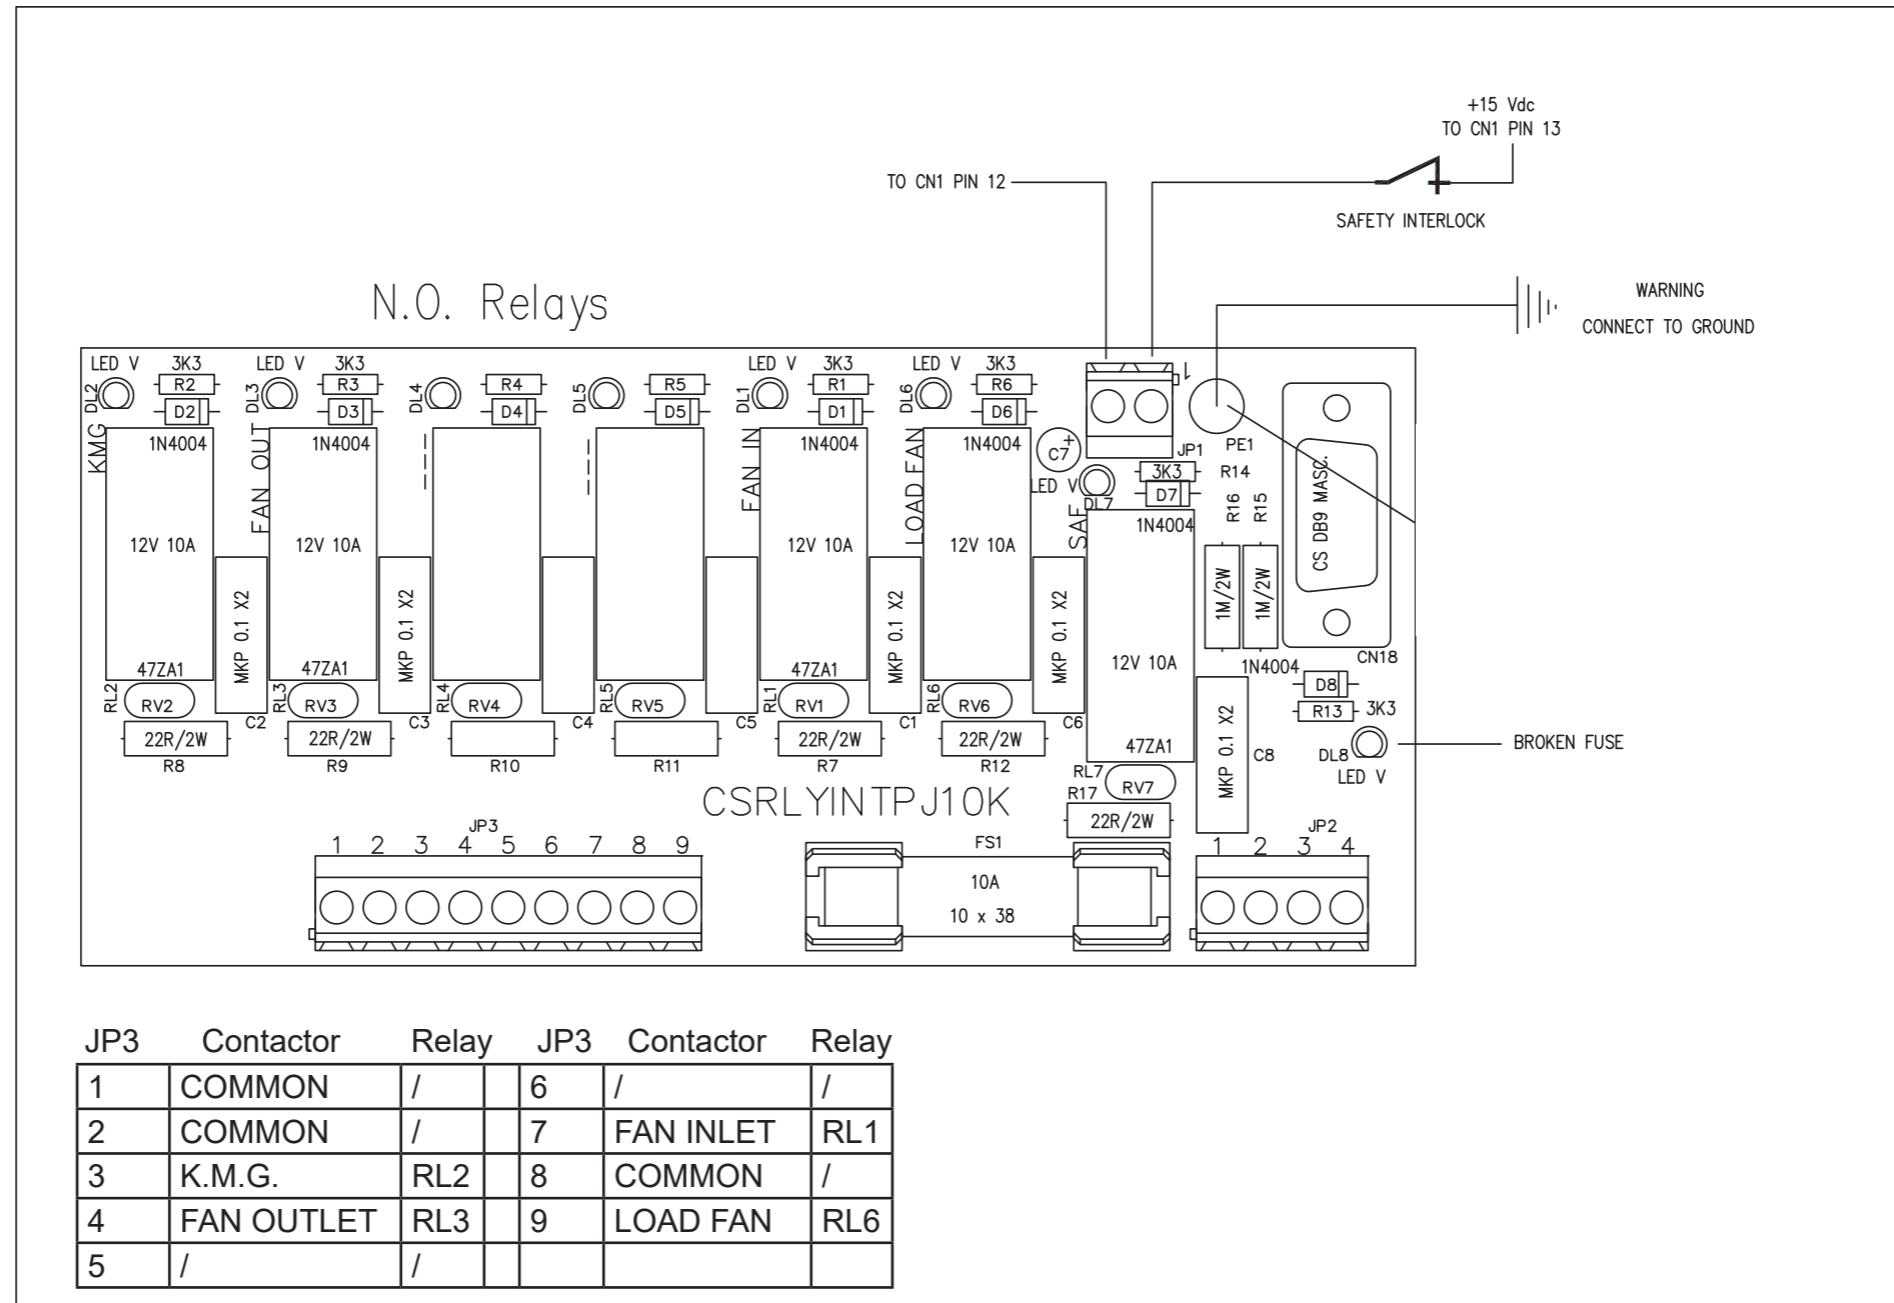 +15 Vdc
TO CN1 PIN 13
TO CN1 PIN 12
SAFETY INTERLOCK
WARNING
CONNECT TO GROUND
N.O. Relays
LED V 3K3 LED V 3K3 LED V 3K3 LED V 3K3
DL2 R2 DL3 R3 DL4 R4 DL5 R5 DL1 R1 DL6 R6
D2 D3 D4 D5 D1 D6
KMG FAN OUT --- --- FAN IN LOAD FAN SAF
1N4004 1N4004 1N4004 1N4004
C7 +
JP1 1
PE1
LED V 3K3 R14
DL7 D7
1N4004
R16 R15
CS DB9 MASC.
12V 10A 12V 10A 12V 10A 12V 10A
MKP 0.1 X2 MKP 0.1 X2 MKP 0.1 X2 MKP 0.1 X2
1M/2W 1M/2W
CN18
47ZA1 47ZA1 47ZA1 47ZA1
12V 10A
1N4004
D8
RL2 RV2 RL3 RV3 RL4 RV4 RL5 RV5 RL1 RV1 RL6 RV6
R13 3K3
C2 C3 C4 C5 C1 C6
22R/2W 22R/2W 22R/2W 22R/2W
47ZA1
MKP 0.1 X2
C8
DL8
LED V
BROKEN FUSE
R8 R9 R10 R11 R7 R12
RL7 RV7
R17
22R/2W
CSRLYINTPJ10K
JP3
1 2 3 4 5 6 7 8 9
FS1
10A
10 x 38
JP2
1 2 3 4
JP3 Contactor Relay JP3 Contactor Relay
1 COMMON / 6 / /
2 COMMON / 7 FAN INLET RL1
3 K.M.G. RL2 8 COMMON /
4 FAN OUTLET RL3 9 LOAD FAN RL6
5 / /